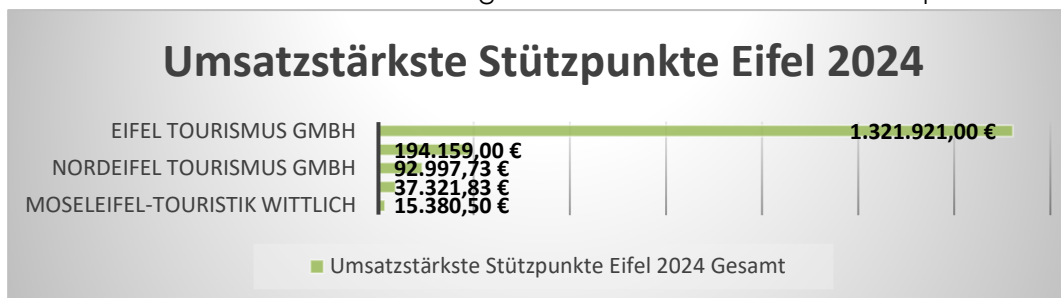 Umsatzstärkste Stützpunkte Eifel 2024
EIFEL TOURISMUS GMBH
1.321.921,00 €
194.159,00 €
NORDEIFEL TOURISMUS GMBH
92.997,73 €
37.321,83 €
MOSELEIFEL-TOURISTIK WITTLICH
15.380,50 €
Umsatzstärkste Stützpunkte Eifel 2024 Gesamt